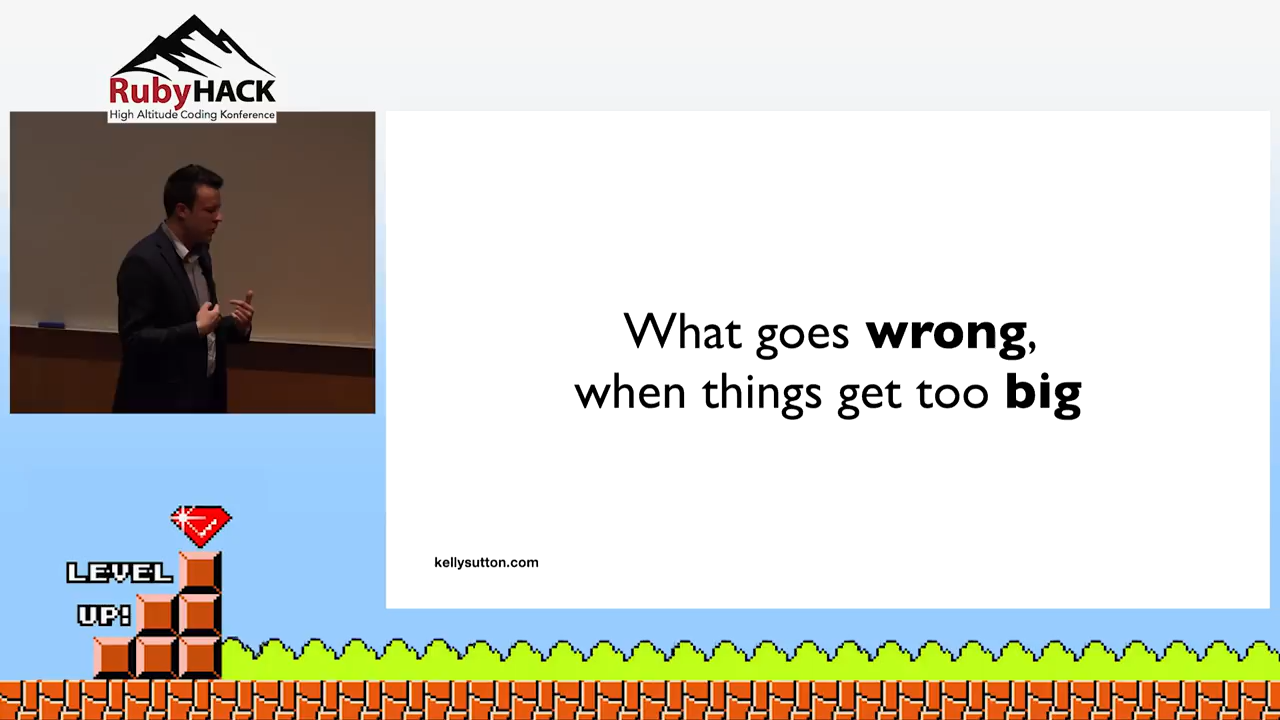 RubyHACK
High Altitude Coding Konference
What goes wrong,
when things get too big
kellysutton.com
LEVEL
UP!